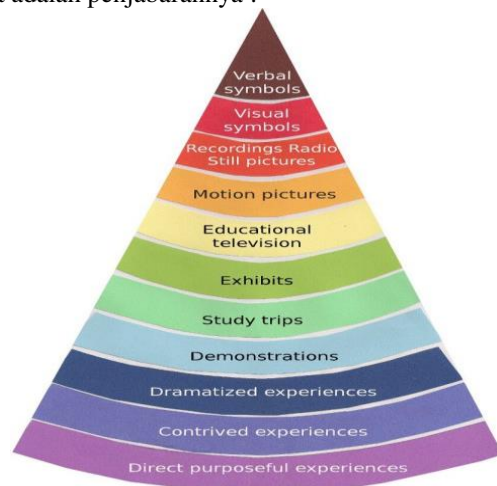 adalah penjabarannya :
Verbal
symbols
Visual
symbols
Recordings Radio
Still pictures
Motion pictures
Educational
television
Exhibits
Study trips
Demonstrations
Dramatized experiences
Contrived experiences
Direct purposeful experiences